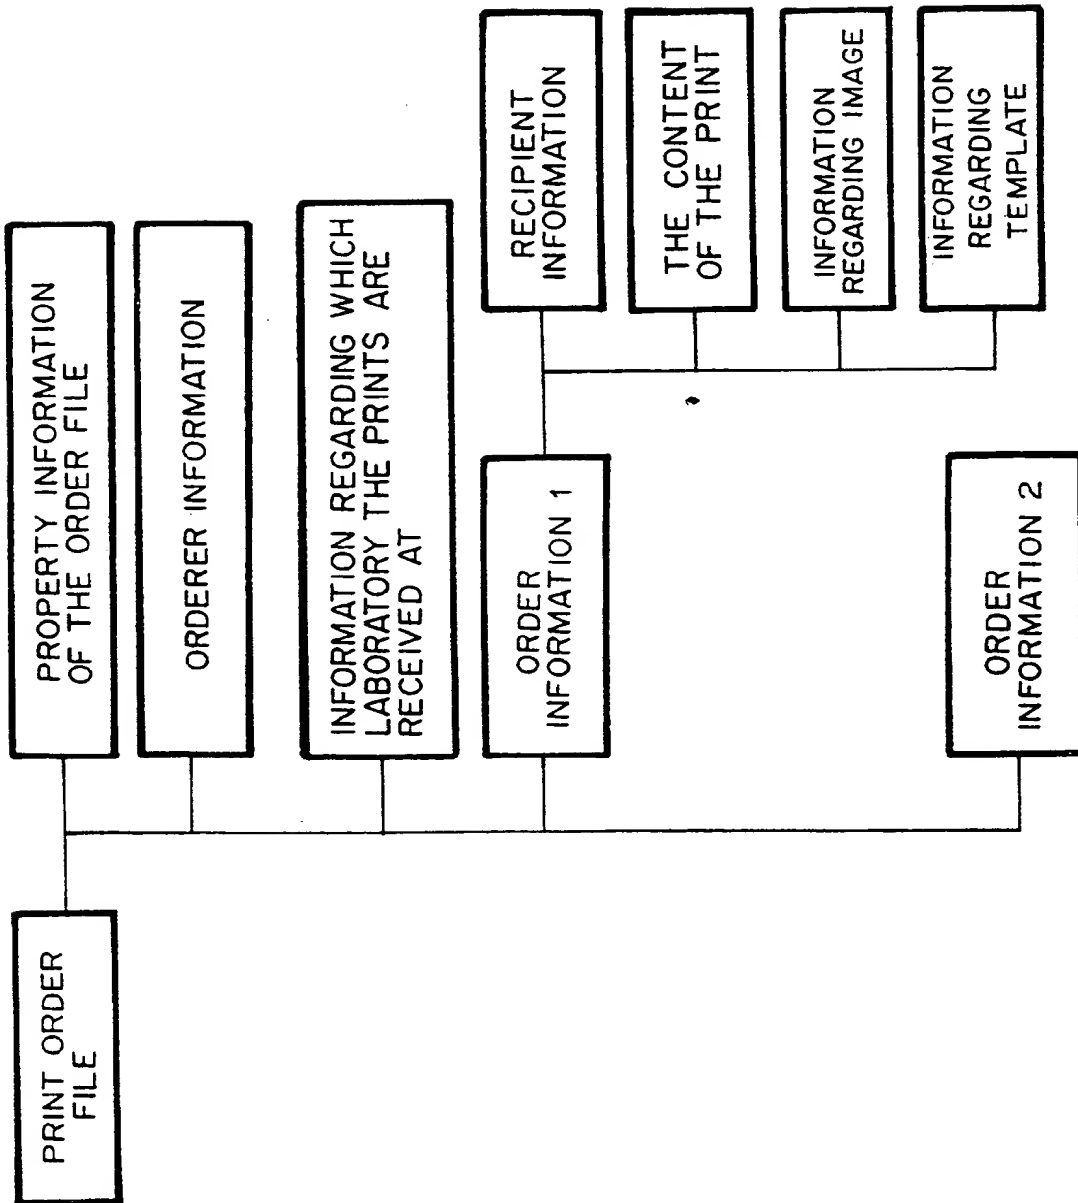 PRINT ORDER
FILE
PROPERTY INFORMATION
OF THE ORDER FILE
ORDERER INFORMATION
INFORMATION REGARDING WHICH
LABORATORY THE PRINTS ARE
RECEIVED AT
ORDER
INFORMATION 1
RECIPIENT
INFORMATION
THE CONTENT
OF THE PRINT
INFORMATION
REGARDING IMAGE
INFORMATION
REGARDING
TEMPLATE
ORDER
INFORMATION 2